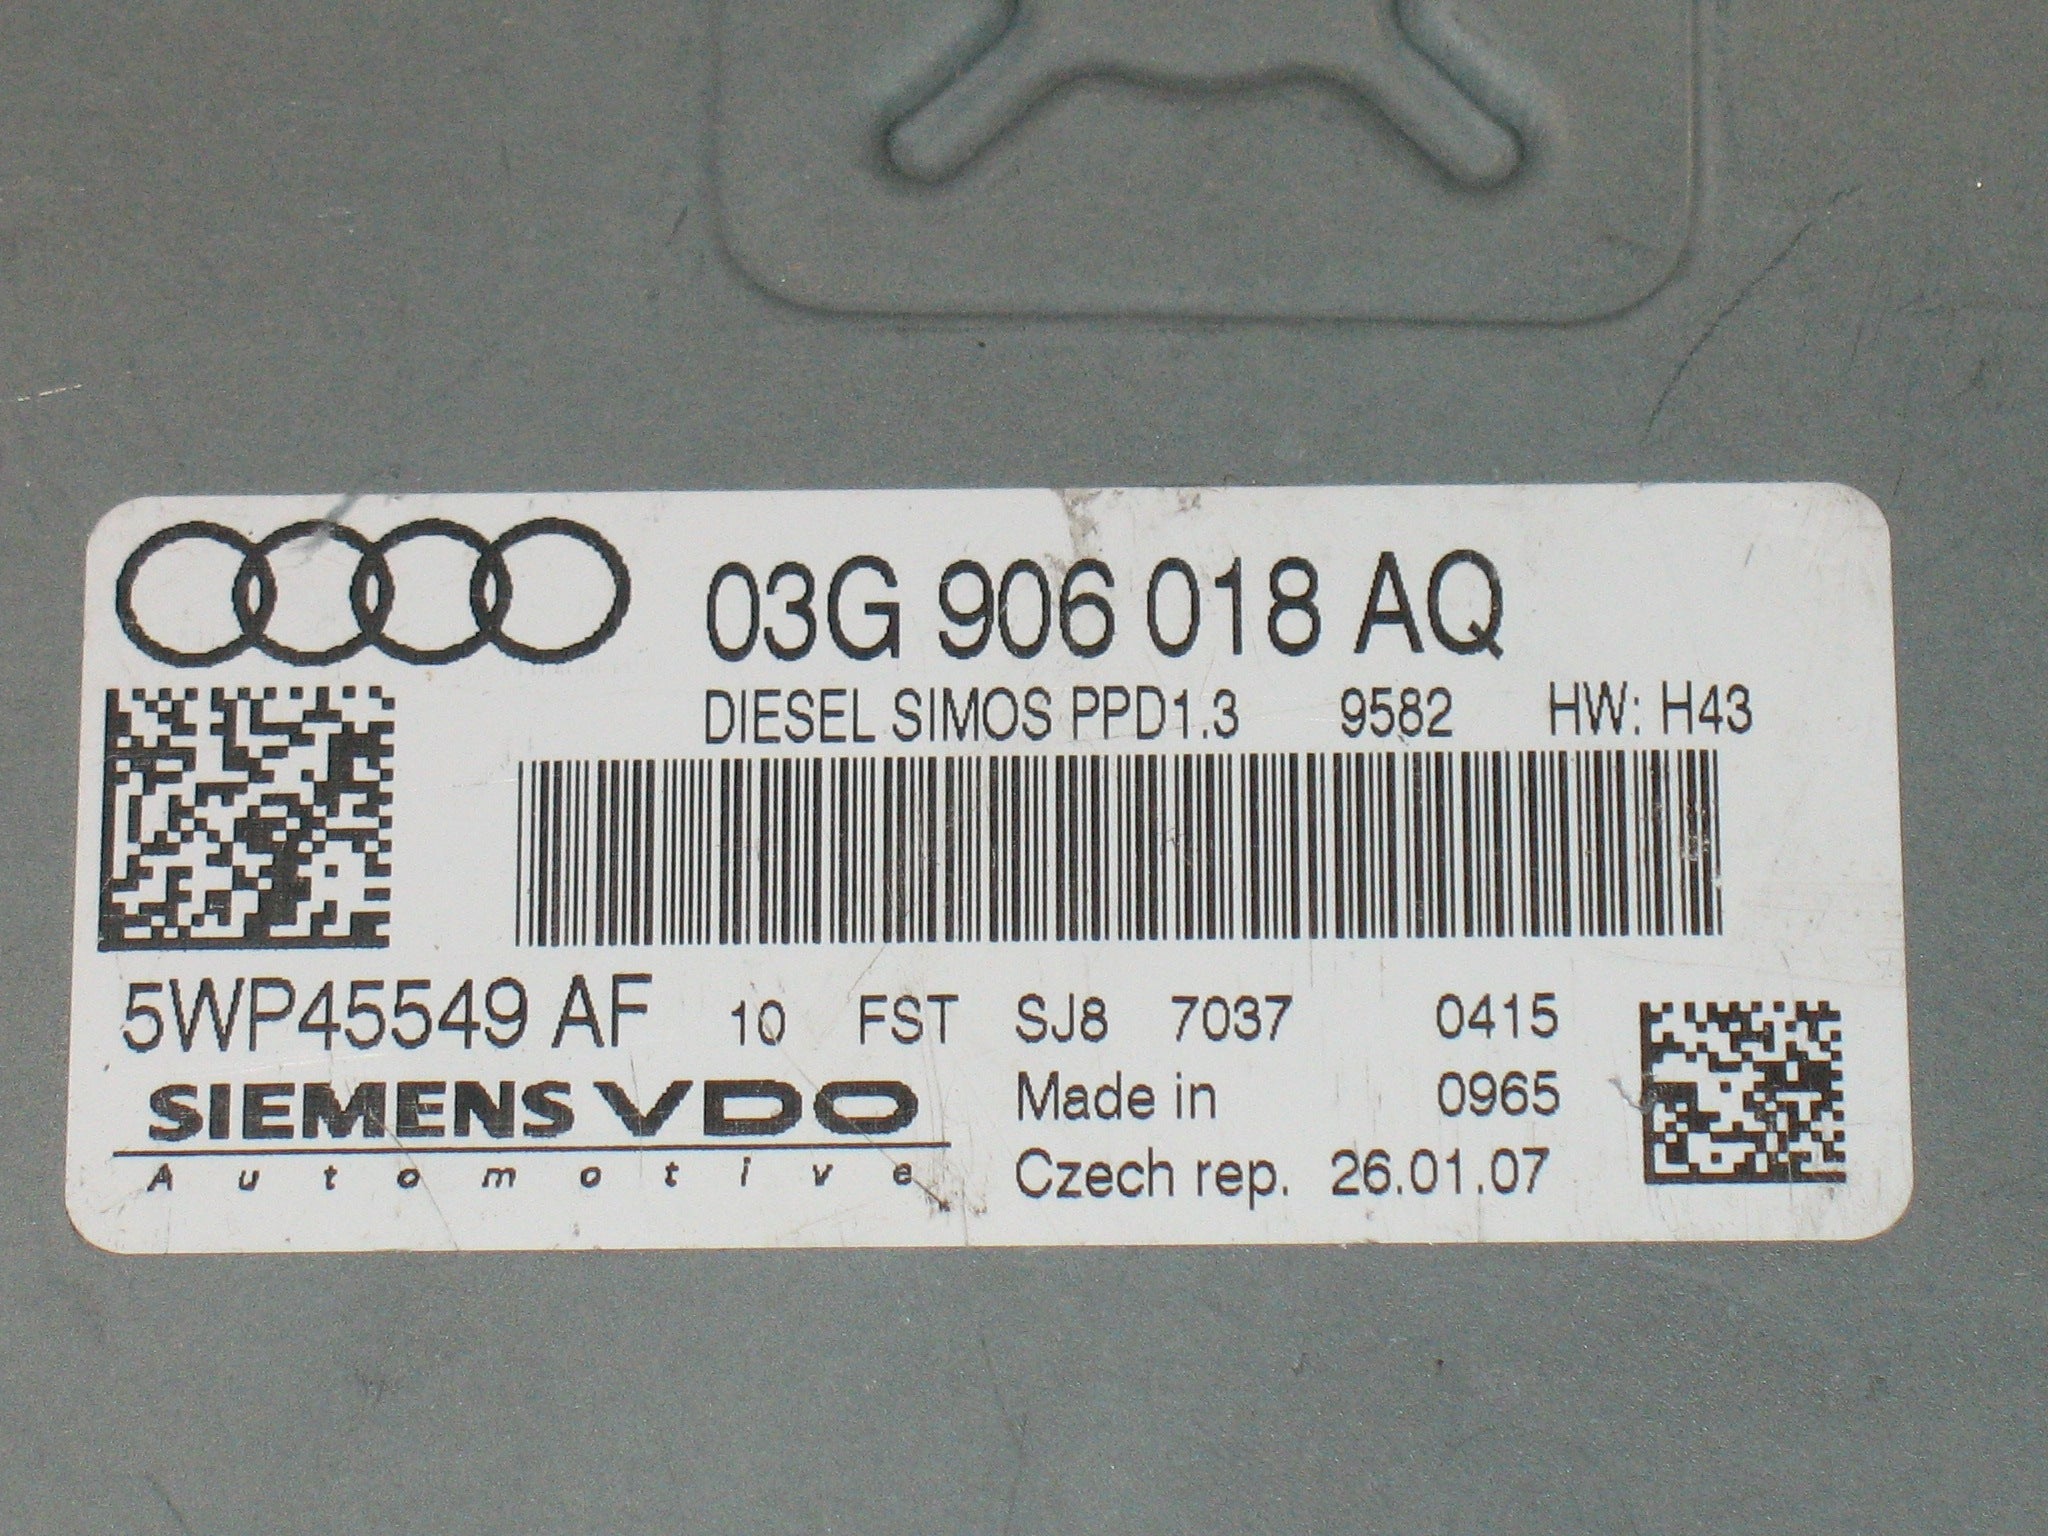 03G 906 018 AQ
DIESEL SIMOS PPD1.3 9582 HW: H43
5WP45549 AF 10 FST SJ8 7037 0415
SIEMENS VDO Made in 0965
Automotive Czech rep. 26.01.07